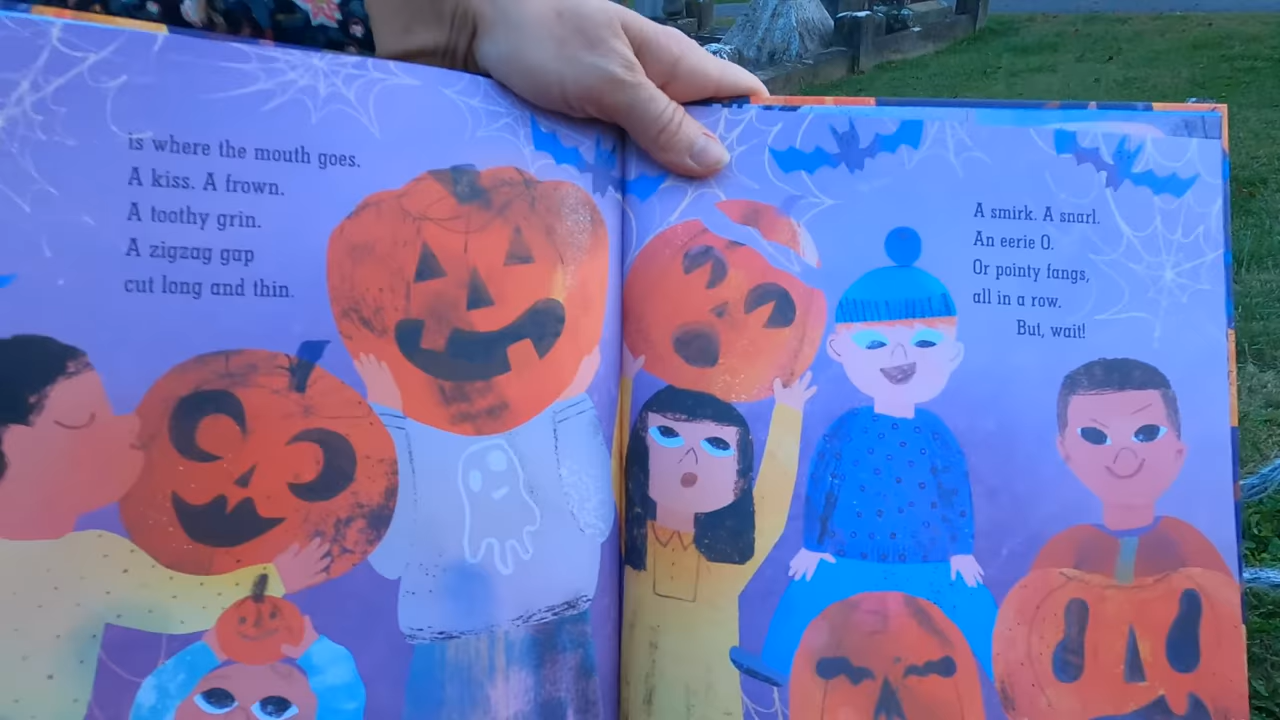 is where the mouth goes.
A kiss. A frown.
A toothy grin.
A zigzag gap
cut long and thin.
A smirk. A snarl.
An eerie O.
Or pointy fangs,
all in a row.
But, wait!